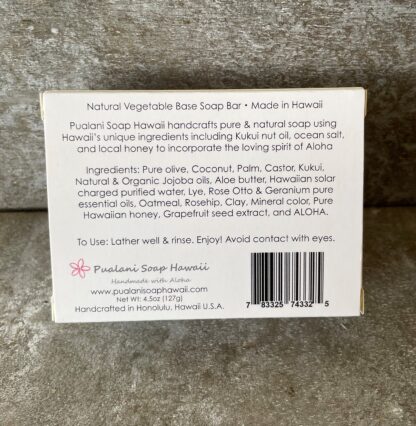 Natural Vegetable Base Soap Bar • Made in Hawaii
Pualani Soap Hawaii handcrafts pure & natural soap using
Hawaii's unique ingredients including Kukui nut oil, ocean salt,
and local honey to incorporate the loving spirit of Aloha
Ingredients: Pure olive, Coconut, Palm, Castor, Kukui,
Natural & Organic Jojoba oils, Aloe butter, Hawaiian solar
charged purified water, Lye, Rose Otto & Geranium pure
essential oils, Oatmeal, Rosehip, Clay, Mineral color, Pure
Hawaiian honey, Grapefruit seed extract, and ALOHA.
To Use: Lather well & rinse. Enjoy! Avoid contact with eyes.
Pualani Soap Hawaii
Handmade with Aloha
www.pualanisoaphawaii.com
Net Wt: 4.5oz (127g)
Handcrafted in Honolulu, Hawaii U.S.A.
7 83325 74332 5